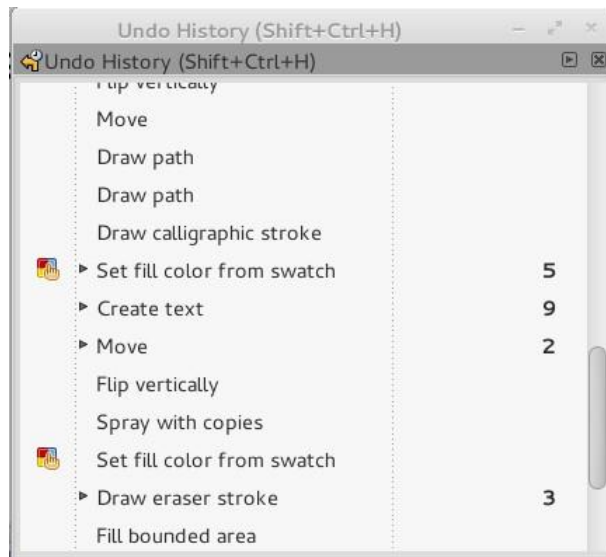 Undo History (Shift+Ctrl+H)
Undo History (Shift+Ctrl+H)
Flip vertically
Move
Draw path
Draw path
Draw calligraphic stroke
Set fill color from swatch 5
Create text 9
Move 2
Flip vertically
Spray with copies
Set fill color from swatch
Draw eraser stroke 3
Fill bounded area